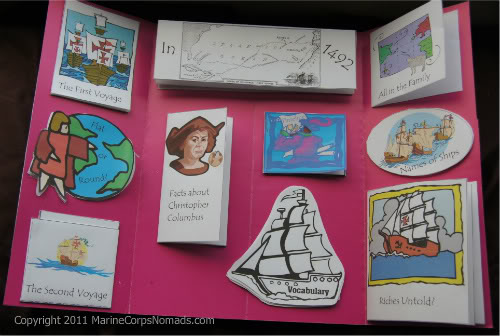 The First Voyage
In
1492
All in the Family
Flat
or
Round?
Facts about
Christopher
Columbus
Names of Ships
The Second Voyage
Vocabulary
Riches Untold?
Copyright 2011 MarineCorpsNomads.com